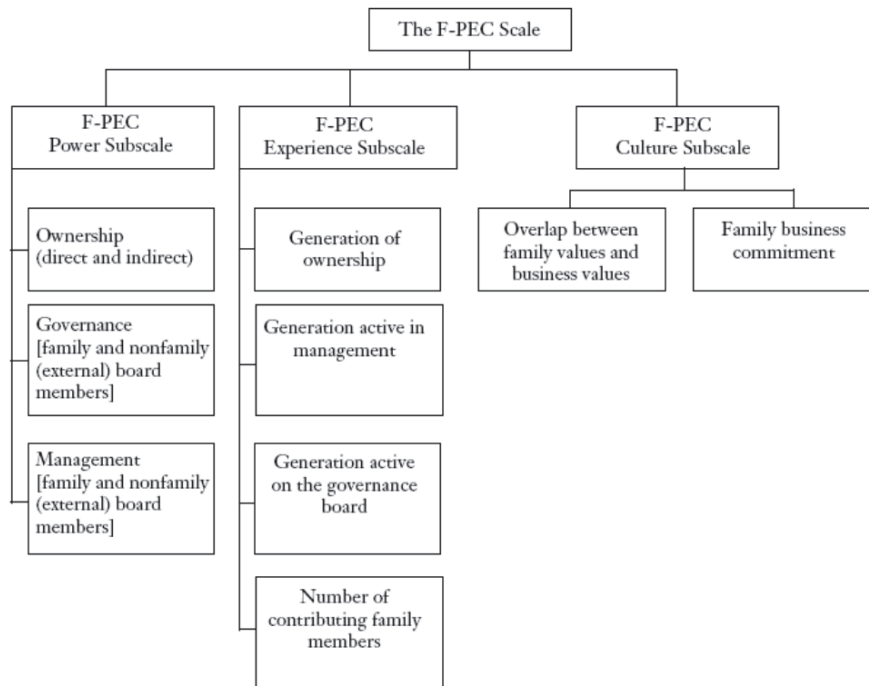 The F-PEC Scale
F-PEC
Power Subscale
F-PEC
Experience Subscale
F-PEC
Culture Subscale
Ownership
(direct and indirect)
Governance
[family and nonfamily
(external) board
members]
Management
[family and nonfamily
(external) board
members]
Generation of
ownership
Generation active in
management
Generation active
on the governance
board
Number of
contributing family
members
Overlap between
family values and
business values
Family business
commitment